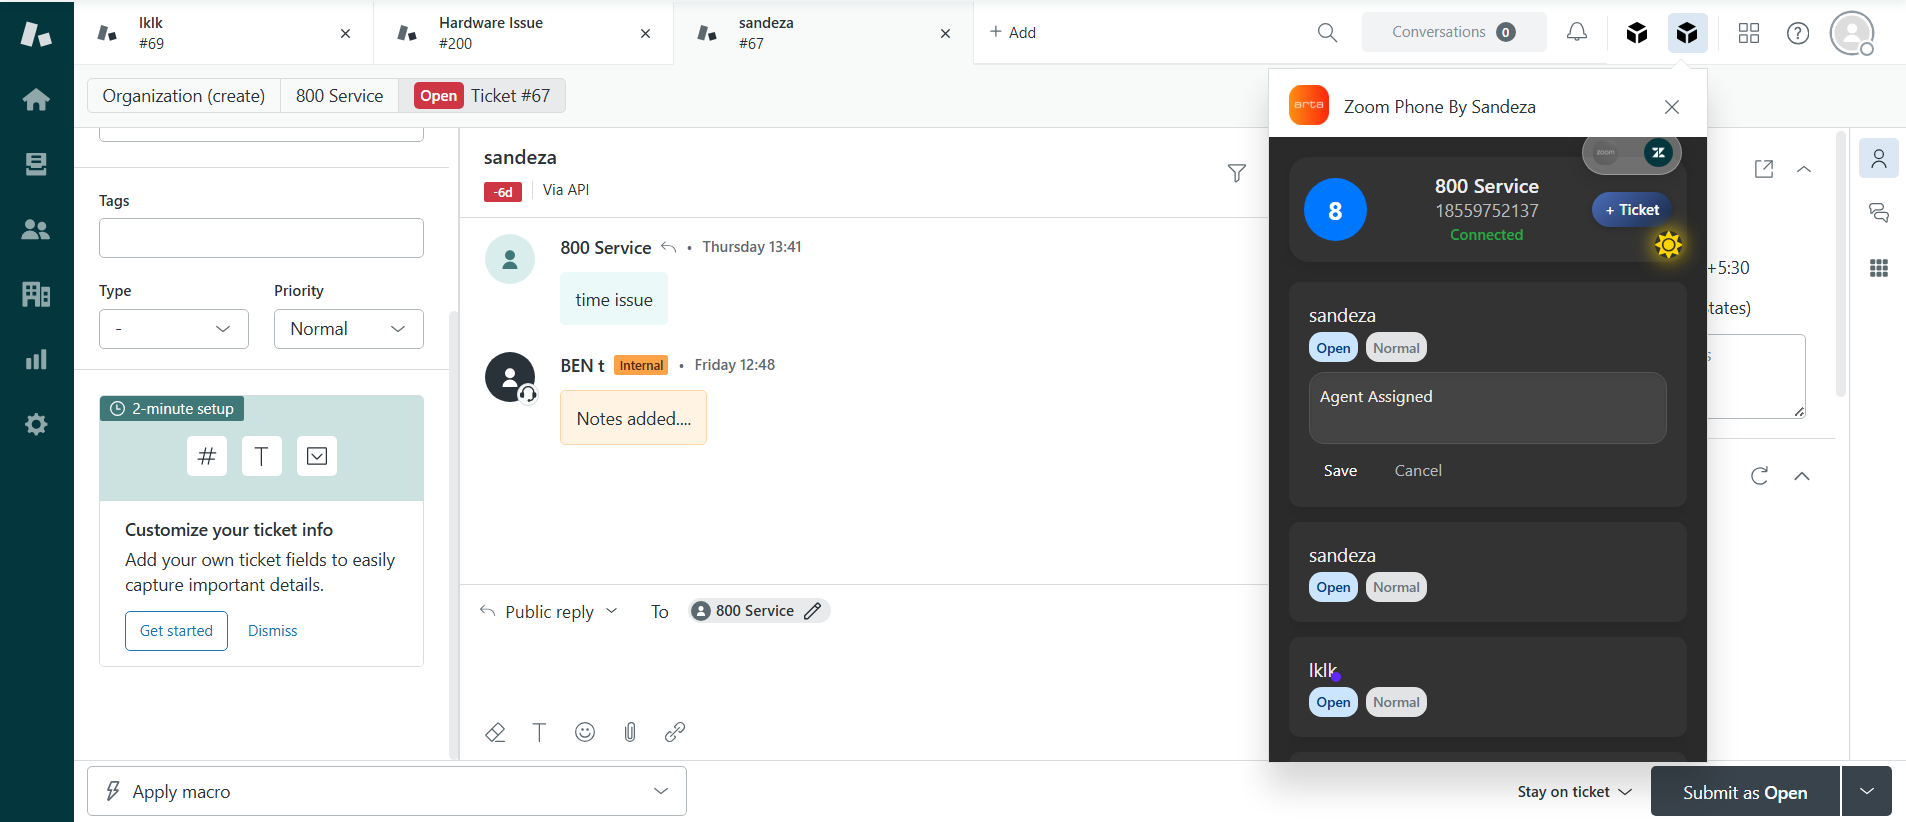 lklk
#69
Hardware Issue
#200
sandeza
#67
+ Add
Conversations 0
Organization (create)
800 Service
Open Ticket #67
Tags
Type
Priority
-
Normal
2-minute setup
# T
Customize your ticket info
Add your own ticket fields to easily
capture important details.
Get started
Dismiss
sandeza
-6d
Via API
800 Service • Thursday 13:41
time issue
BEN t Internal • Friday 12:48
Notes added....
Public reply
To
800 Service
T
Apply macro
arta
Zoom Phone By Sandeza
zoom
8
800 Service
18559752137
Connected
+ Ticket
sandeza
Open Normal
Agent Assigned
Save
Cancel
sandeza
Open Normal
lklk
Open Normal
+5:30
tates)
s
Stay on ticket
Submit as Open